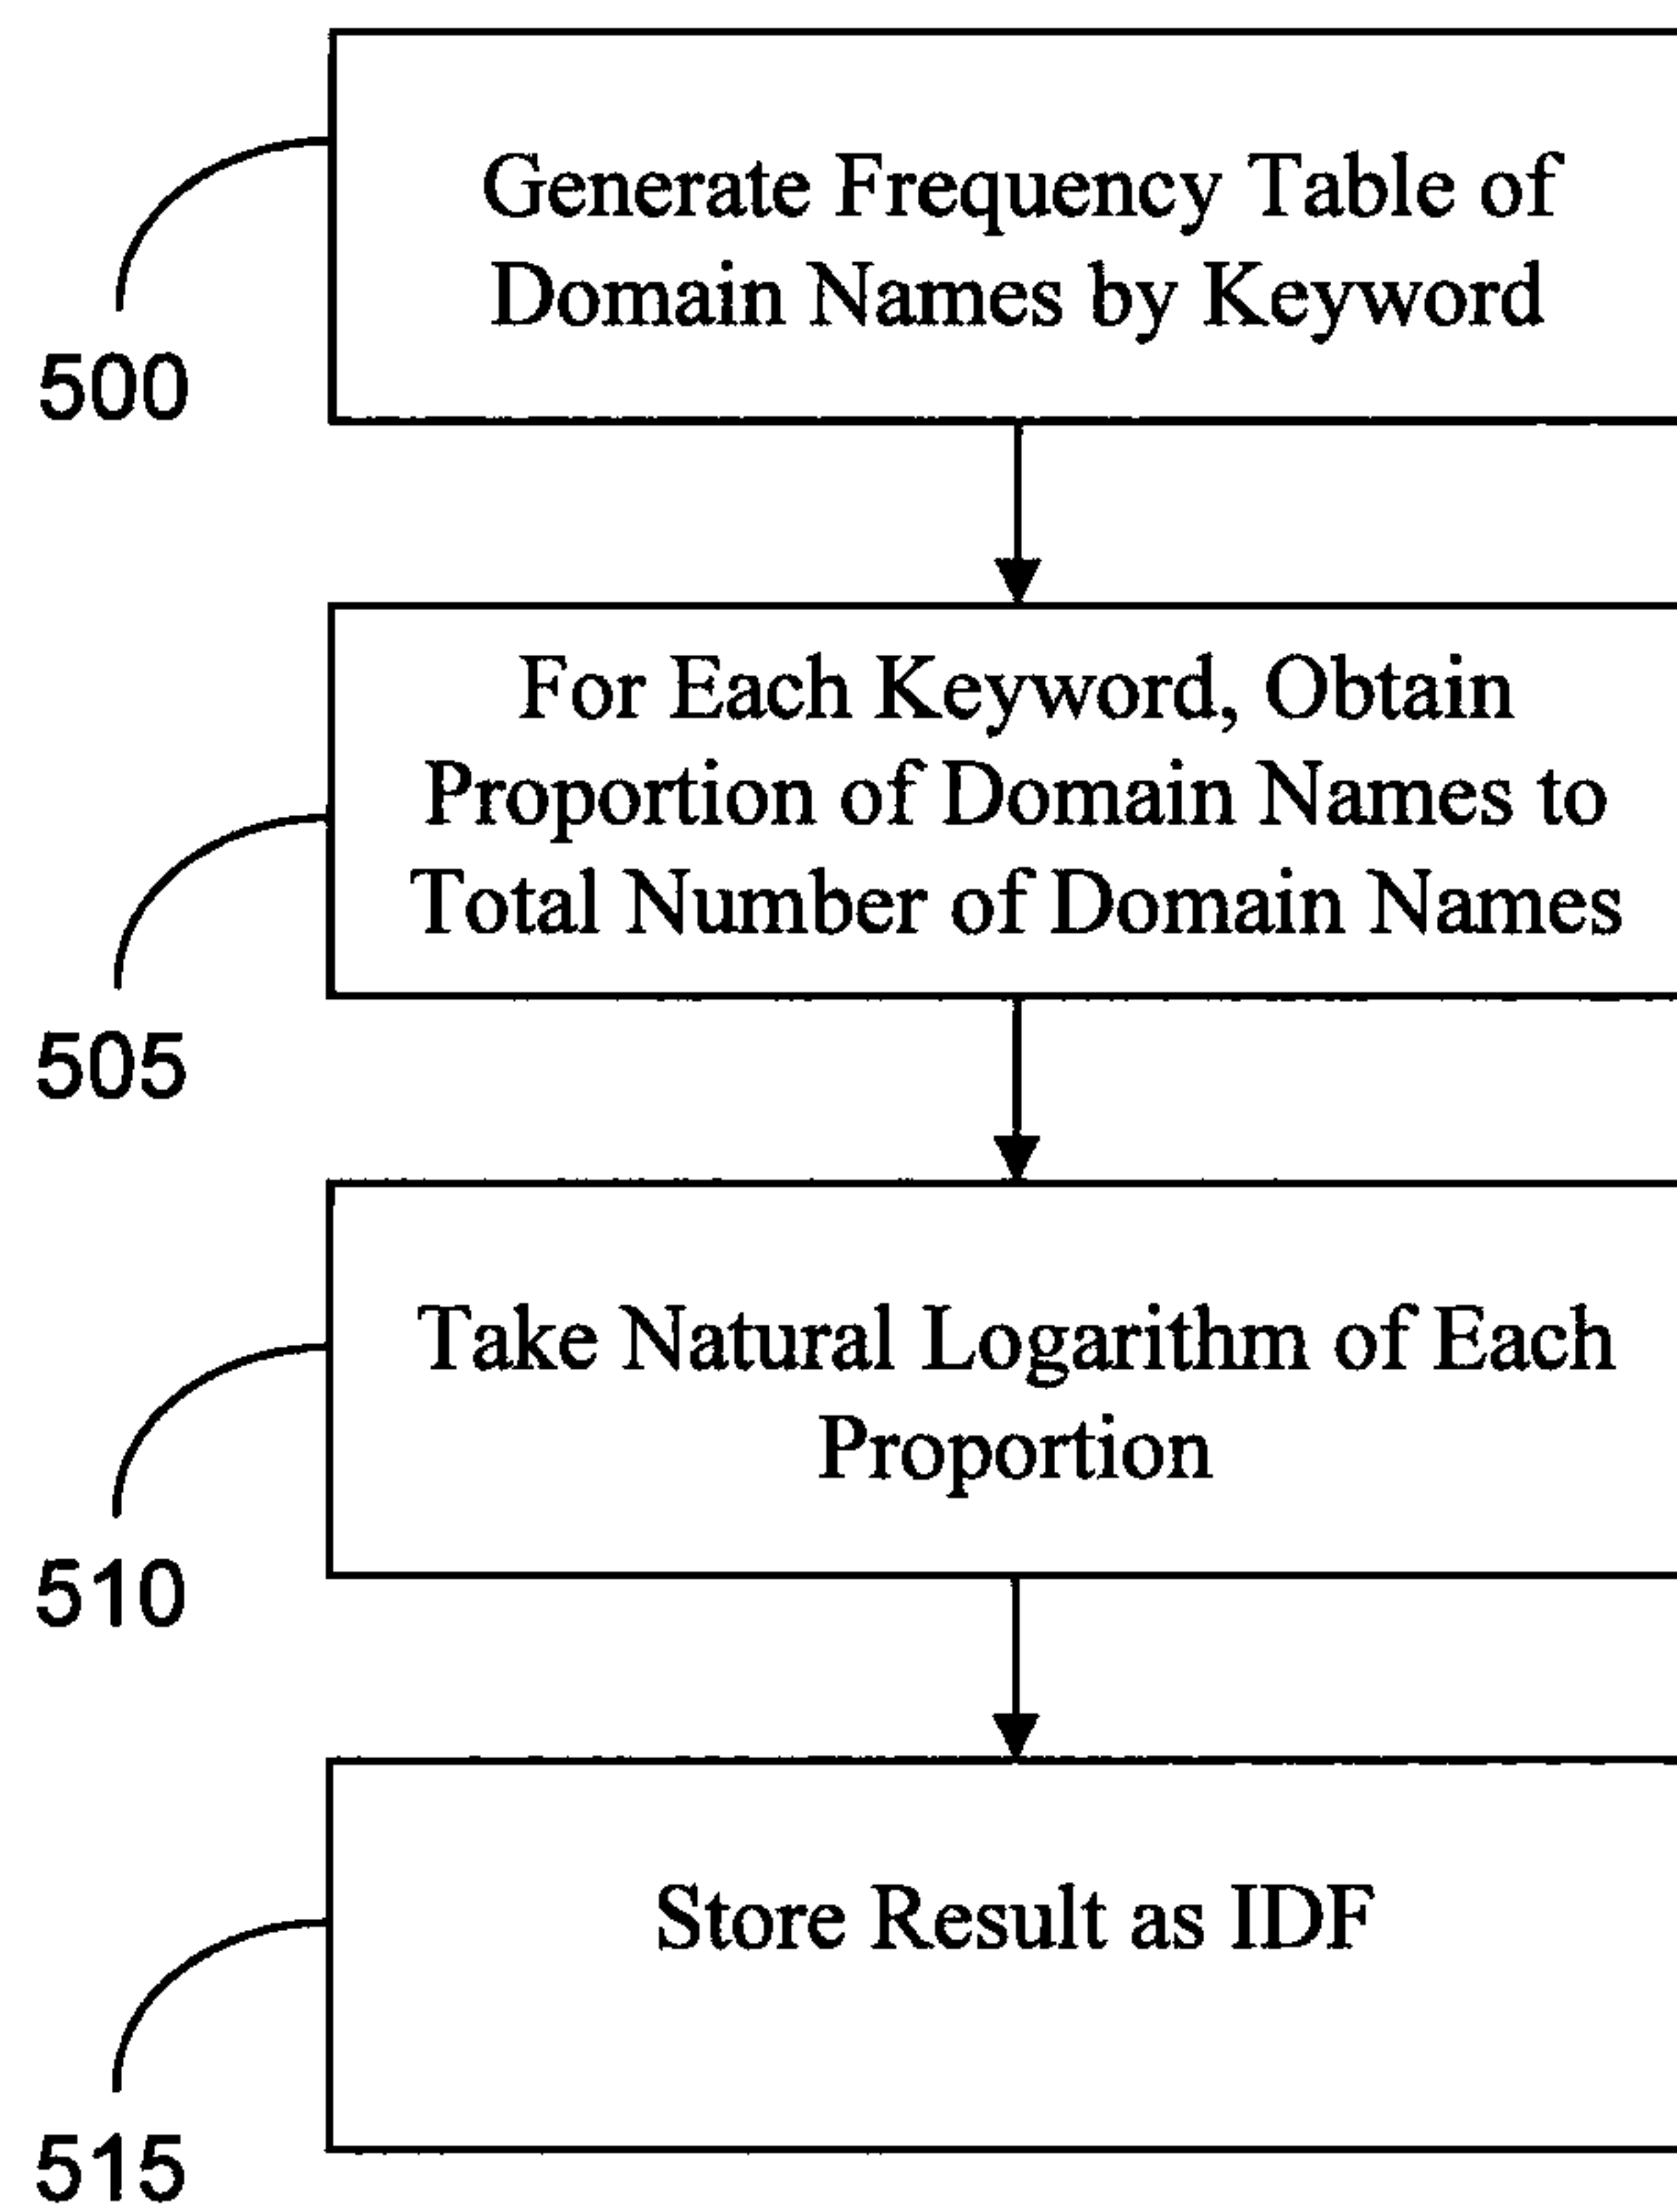 Generate Frequency Table of
Domain Names by Keyword
500
For Each Keyword, Obtain
Proportion of Domain Names to
Total Number of Domain Names
505
Take Natural Logarithm of Each
Proportion
510
Store Result as IDF
515